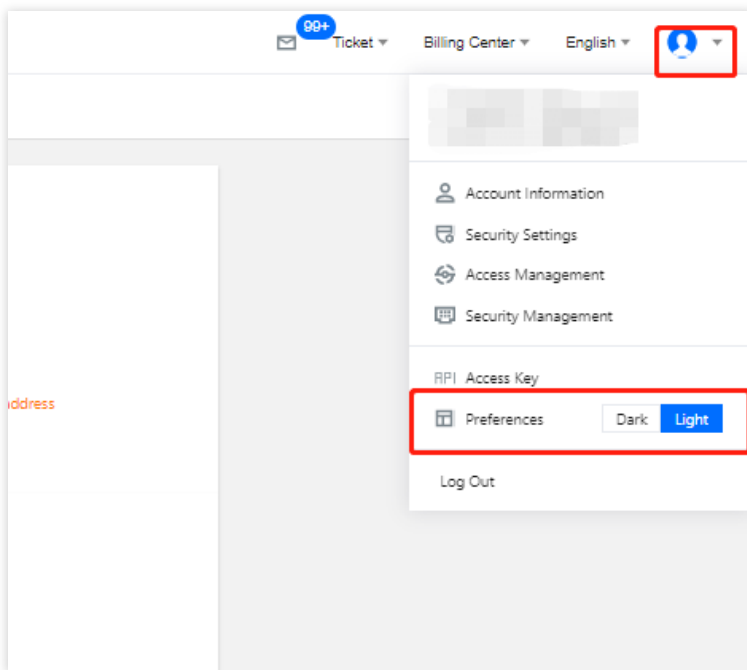 99+
Ticket Billing Center English
Account Information
Security Settings
Access Management
Security Management
API Access Key
address
Preferences Dark Light
Log Out